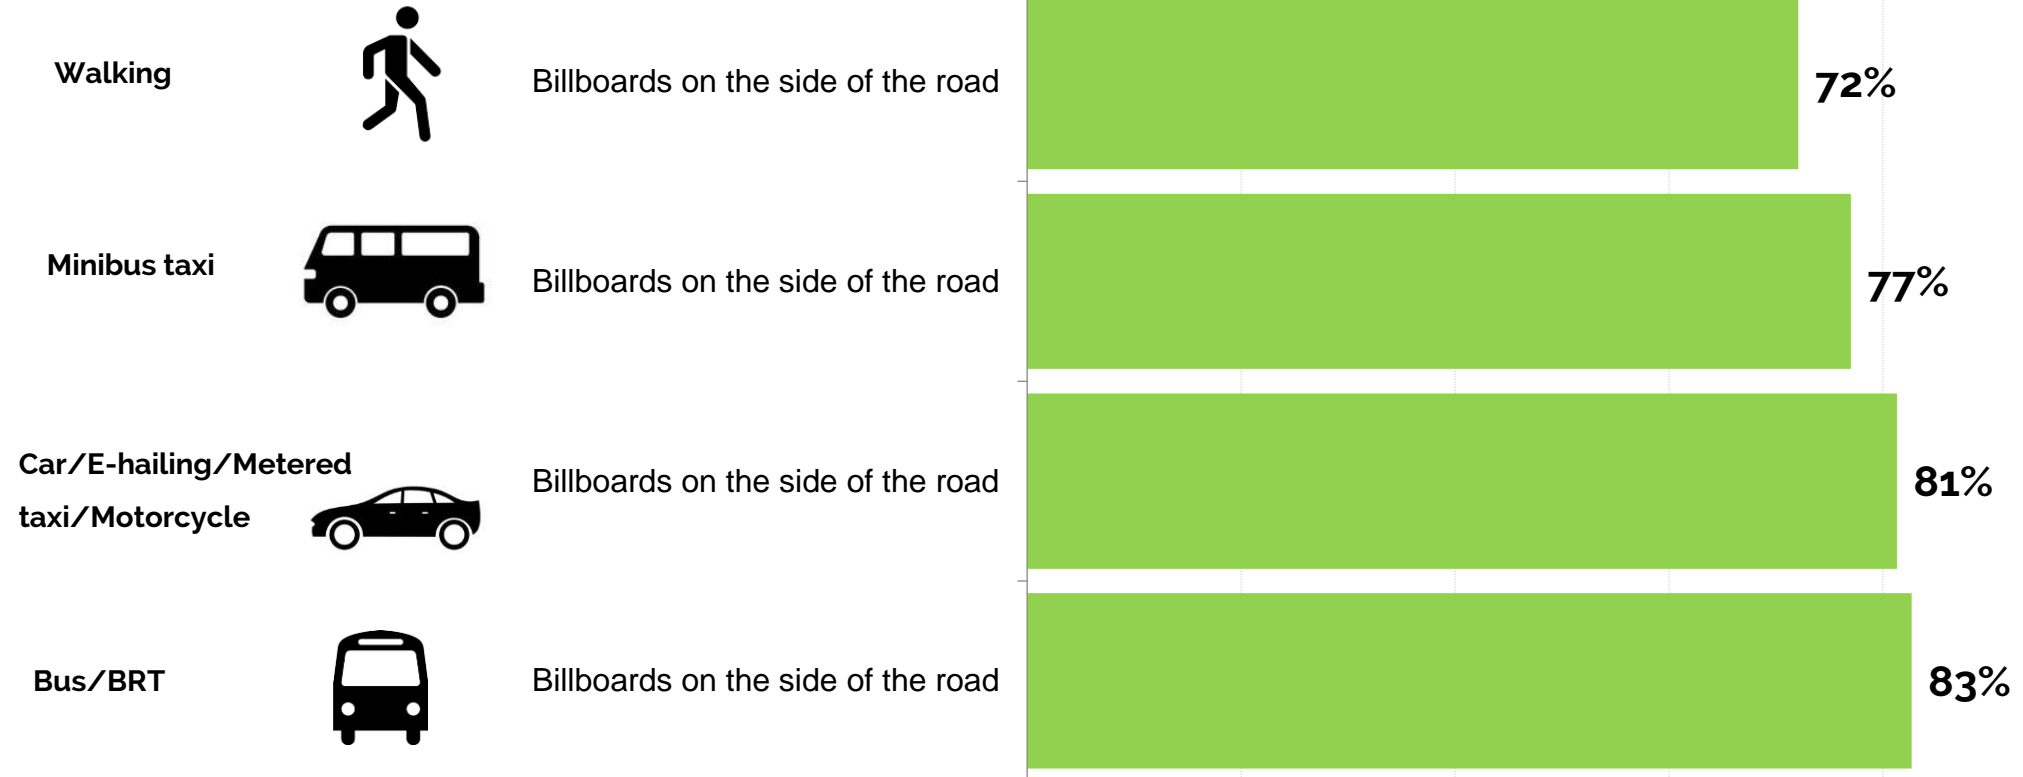 Walking
Billboards on the side of the road
72%
Minibus taxi
Billboards on the side of the road
77%
Car/E-hailing/Metered
taxi/Motorcycle
Billboards on the side of the road
81%
Bus/BRT
Billboards on the side of the road
83%